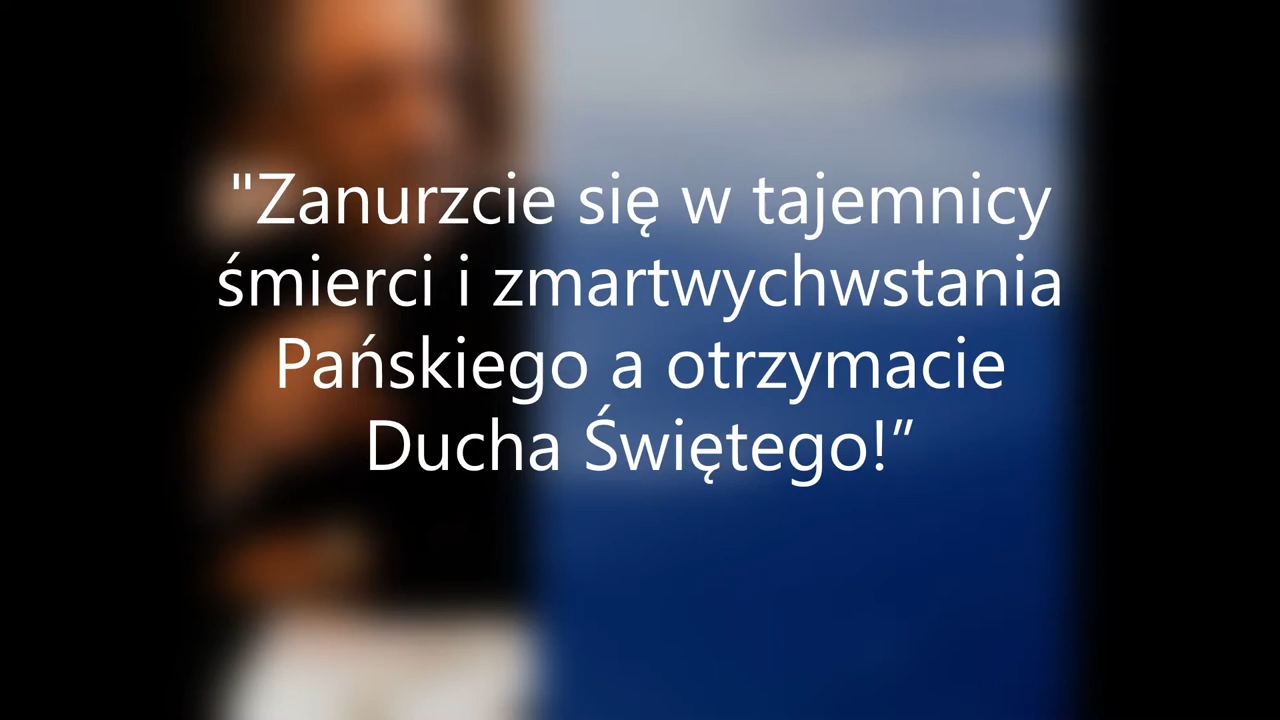 "Zanurzcie się w tajemnicy
śmierci i zmartwychwstania
Pańskiego a otrzymacie
Ducha Świętego!”